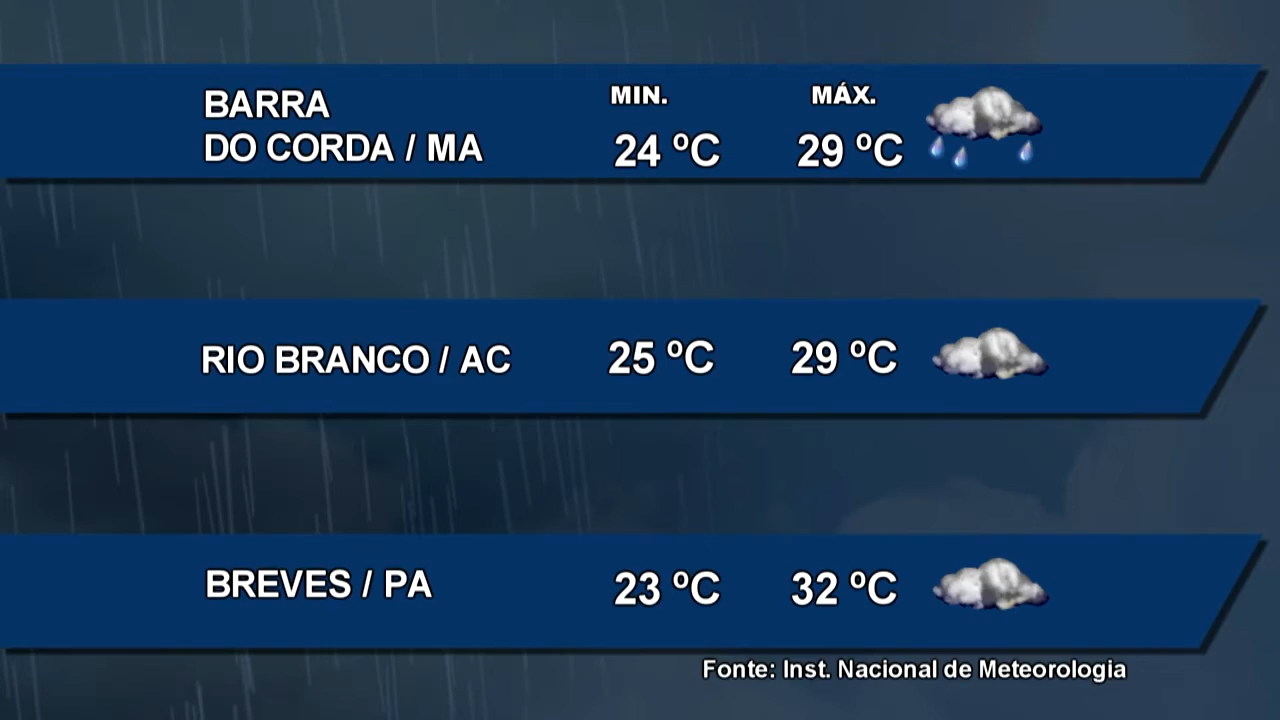 BARRA
DO CORDA / MA
MIN.
MÁX.
24 ºC
29 ºC
RIO BRANCO / AC
25 ºC
29 ºC
BREVES / PA
23 ºC
32 ºC
Fonte: Inst. Nacional de Meteorologia